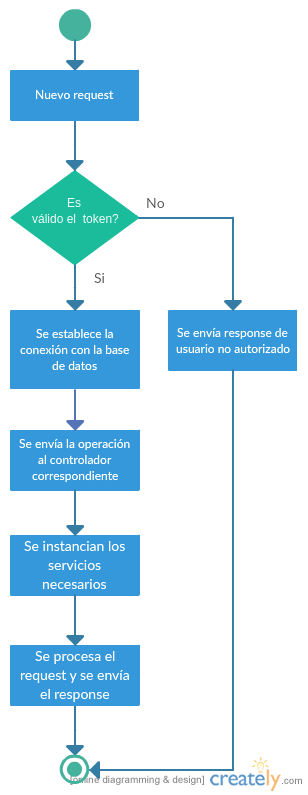 Nuevo request
Es
válido el token?
No
Si
Se establece la
conexión con la base
de datos
Se envía response de
usuario no autorizado
Se envía la operación
al controlador
correspondiente
Se instancian los
servicios
necesarios
Se procesa el
request y se envía
el response
[online diagramming & design]
creately.com